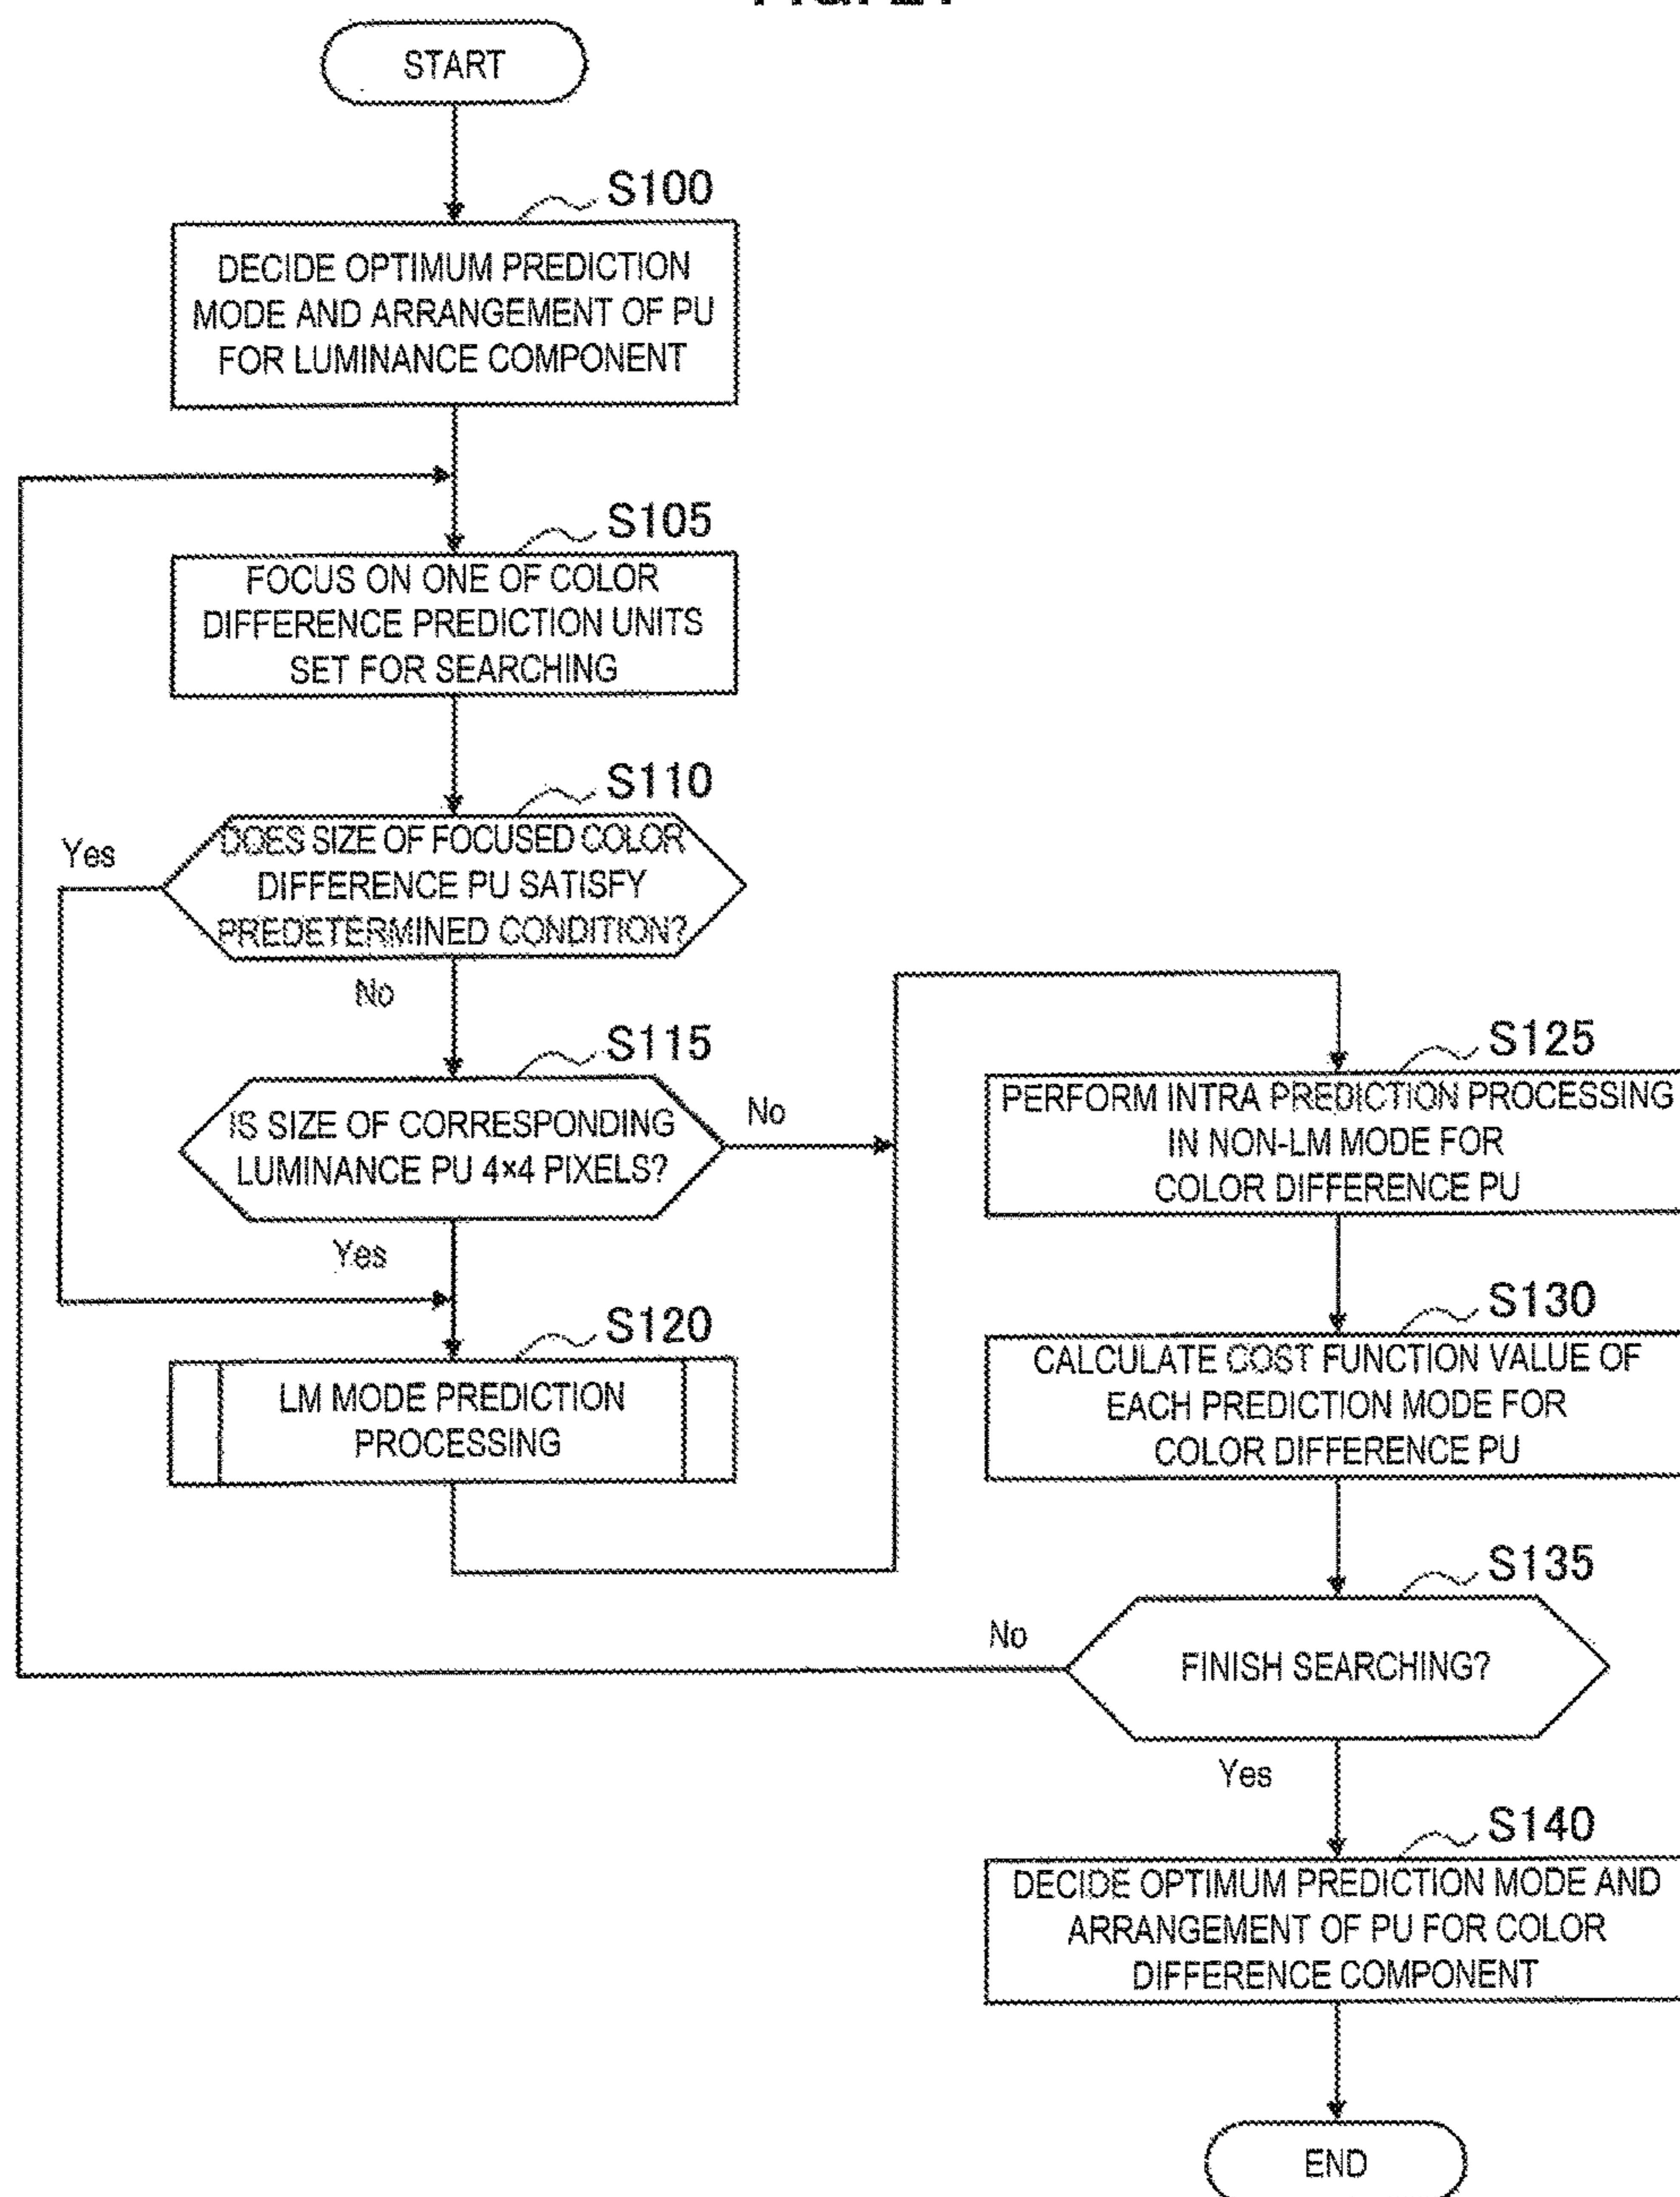 START
S100
DECIDE OPTIMUM PREDICTION
MODE AND ARRANGEMENT OF PU
FOR LUMINANCE COMPONENT
S105
FOCUS ON ONE OF COLOR
DIFFERENCE PREDICTION UNITS
SET FOR SEARCHING
S110
DOES SIZE OF FOCUSED COLOR
DIFFERENCE PU SATISFY
PREDETERMINED CONDITION?
Yes
No
S115
IS SIZE OF CORRESPONDING
LUMINANCE PU 4×4 PIXELS?
No
Yes
S120
LM MODE PREDICTION
PROCESSING
S125
PERFORM INTRA PREDICTION PROCESSING
IN NON-LM MODE FOR
COLOR DIFFERENCE PU
S130
CALCULATE COST FUNCTION VALUE OF
EACH PREDICTION MODE FOR
COLOR DIFFERENCE PU
S135
FINISH SEARCHING?
No
Yes
S140
DECIDE OPTIMUM PREDICTION MODE AND
ARRANGEMENT OF PU FOR COLOR
DIFFERENCE COMPONENT
END